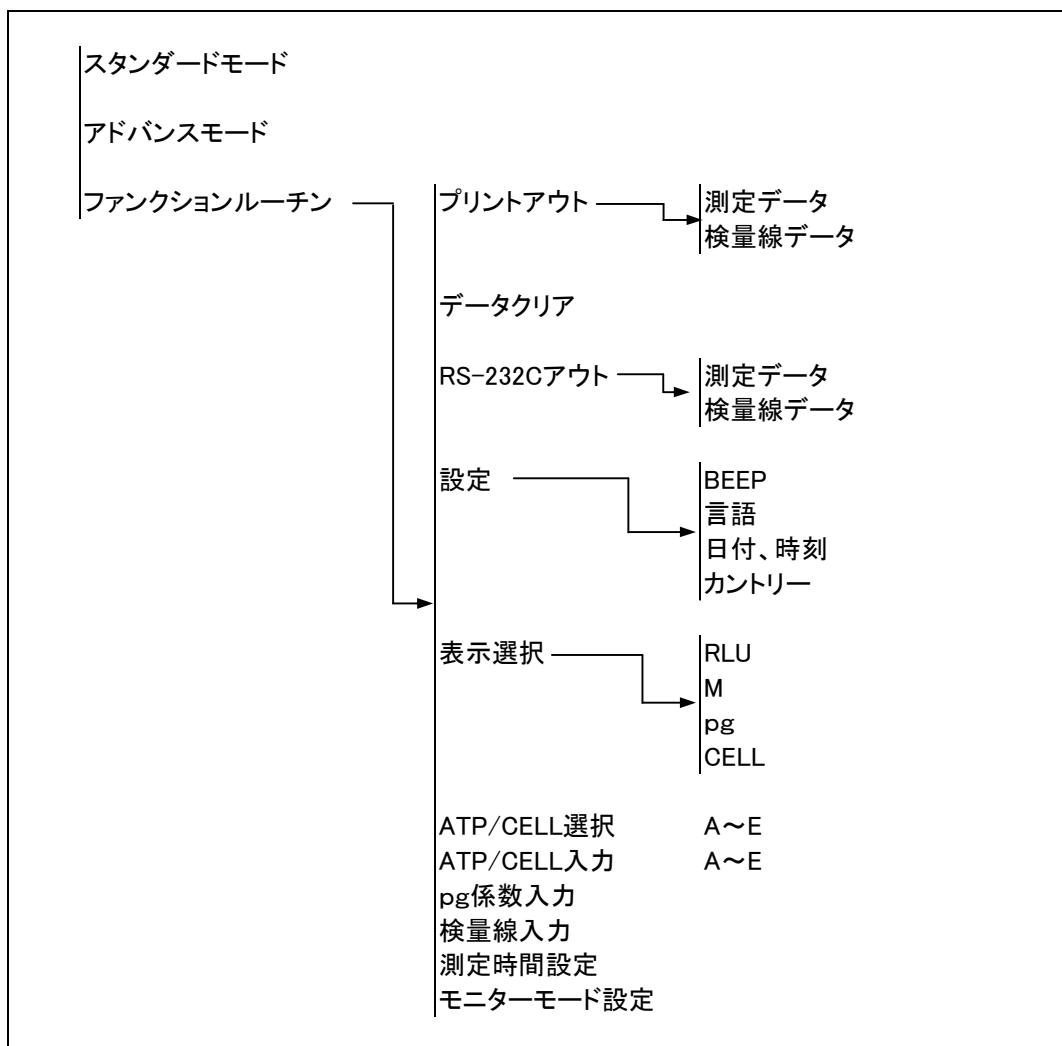 スタンダードモード
アドバンスモード
ファンクションルーチン
プリントアウト
測定データ
検量線データ
データクリア
RS-232Cアウト
測定データ
検量線データ
設定
BEEP
言語
日付、時刻
カントリー
表示選択
RLU
M
pg
CELL
ATP/CELL選択 A～E
ATP/CELL入力 A～E
pg係数入力
検量線入力
測定時間設定
モニターモード設定